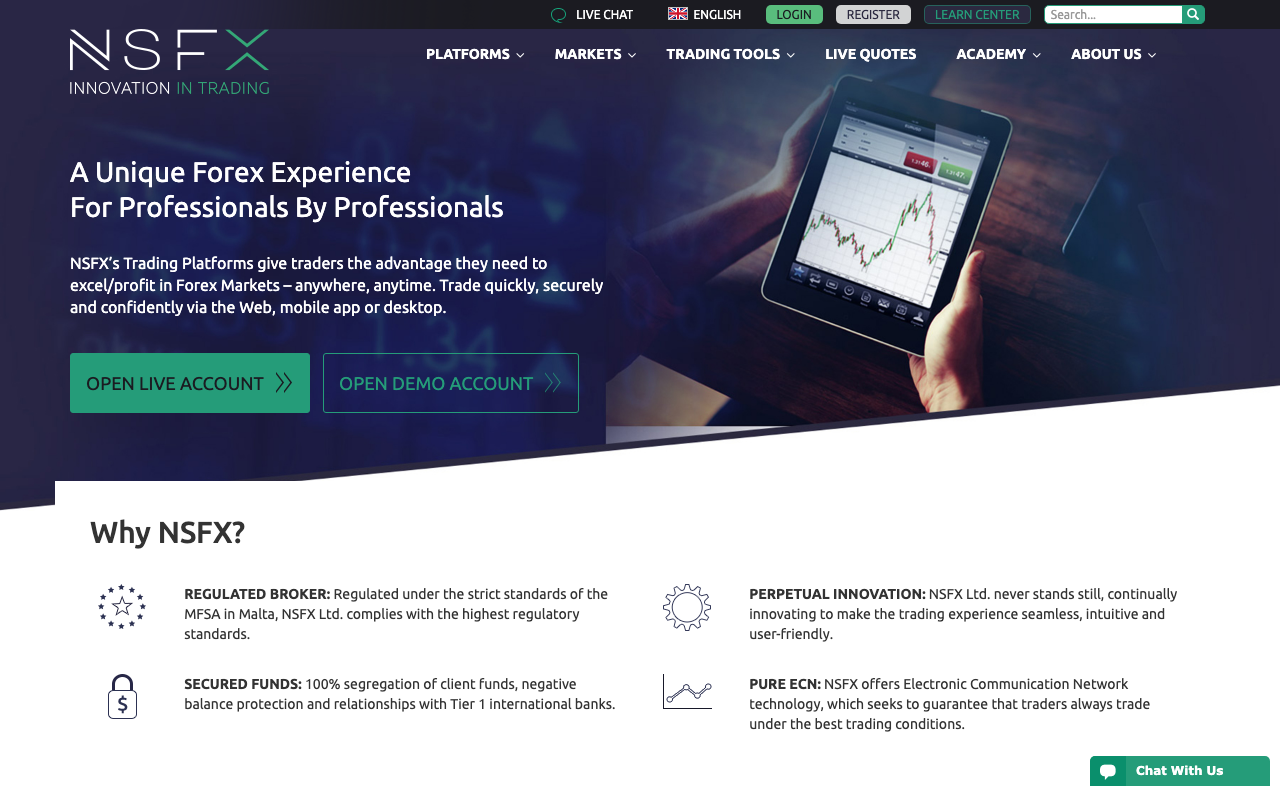 LIVE CHAT ENGLISH LOGIN REGISTER LEARN CENTER Search...
NSFX
INNOVATION IN TRADING
PLATFORMS MARKETS TRADING TOOLS LIVE QUOTES ACADEMY ABOUT US
A Unique Forex Experience
For Professionals By Professionals
NSFX's Trading Platforms give traders the advantage they need to
excel/profit in Forex Markets – anywhere, anytime. Trade quickly, securely
and confidently via the Web, mobile app or desktop.
OPEN LIVE ACCOUNT OPEN DEMO ACCOUNT
Why NSFX?
REGULATED BROKER: Regulated under the strict standards of the
MFSA in Malta, NSFX Ltd. complies with the highest regulatory
standards.
PERPETUAL INNOVATION: NSFX Ltd. never stands still, continually
innovating to make the trading experience seamless, intuitive and
user-friendly.
SECURED FUNDS: 100% segregation of client funds, negative
balance protection and relationships with Tier 1 international banks.
PURE ECN: NSFX offers Electronic Communication Network
technology, which seeks to guarantee that traders always trade
under the best trading conditions.
Chat With Us